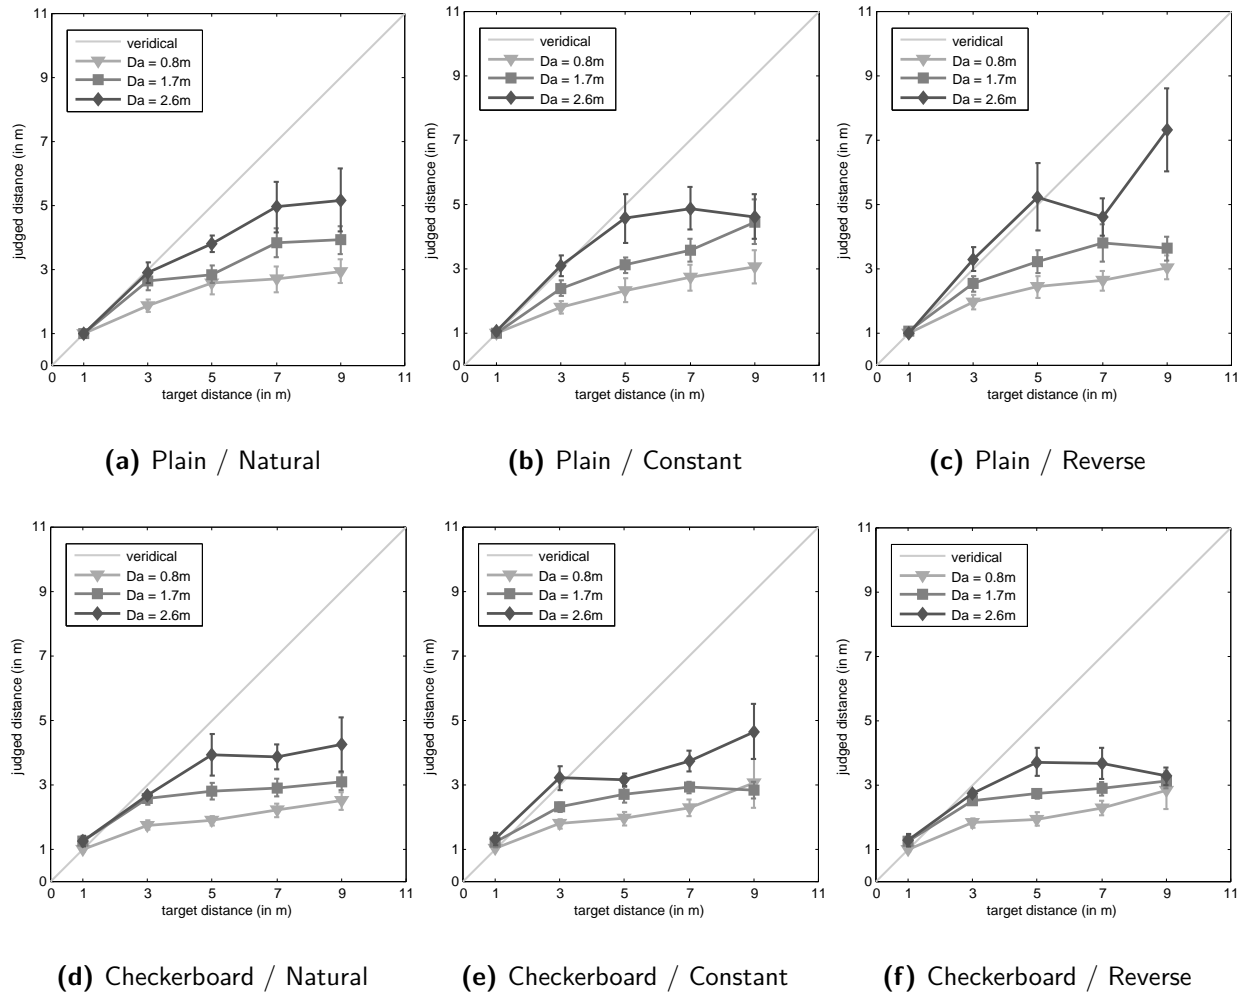 11
9
7
5
3
1
0
judged distance (in m)
veridical
Da = 0.8m
Da = 1.7m
Da = 2.6m
0 1 3 5 7 9 11
target distance (in m)
(a) Plain / Natural
11
9
7
5
3
1
0
judged distance (in m)
veridical
Da = 0.8m
Da = 1.7m
Da = 2.6m
0 1 3 5 7 9 11
target distance (in m)
(b) Plain / Constant
11
9
7
5
3
1
0
judged distance (in m)
veridical
Da = 0.8m
Da = 1.7m
Da = 2.6m
0 1 3 5 7 9 11
target distance (in m)
(c) Plain / Reverse
11
9
7
5
3
1
0
judged distance (in m)
veridical
Da = 0.8m
Da = 1.7m
Da = 2.6m
0 1 3 5 7 9 11
target distance (in m)
(d) Checkerboard / Natural
11
9
7
5
3
1
0
judged distance (in m)
veridical
Da = 0.8m
Da = 1.7m
Da = 2.6m
0 1 3 5 7 9 11
target distance (in m)
(e) Checkerboard / Constant
11
9
7
5
3
1
0
judged distance (in m)
veridical
Da = 0.8m
Da = 1.7m
Da = 2.6m
0 1 3 5 7 9 11
target distance (in m)
(f) Checkerboard / Reverse